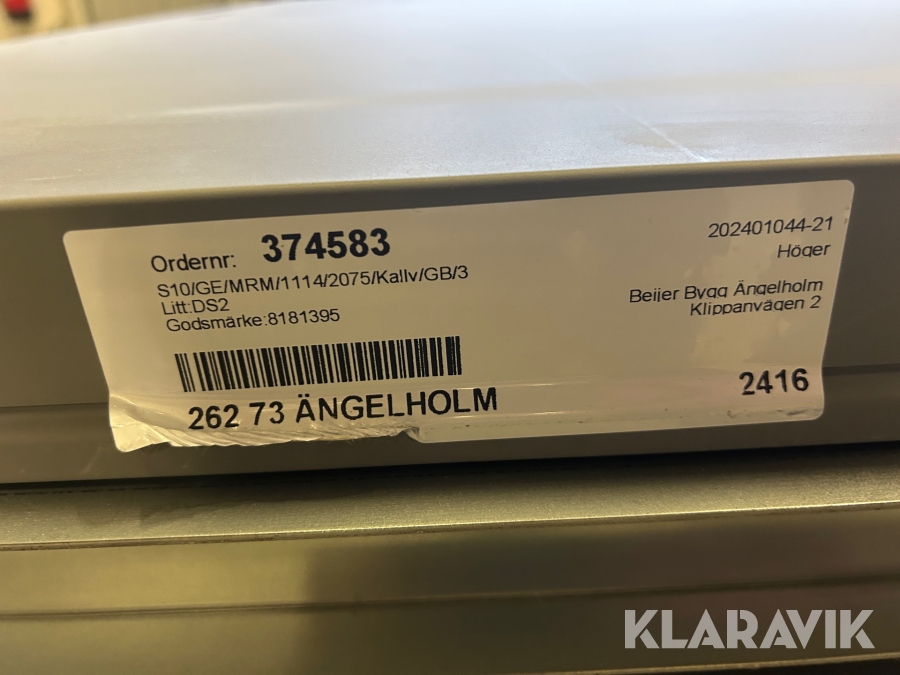 Ordernr: 374583
S10/GE/MRM/1114/2075/Kallv/GB/3
Litt:DS2
Godsmärke:8181395
262 73 ÄNGELHOLM
202401044-21
Höger
Beijer Bygg Ängelholm
Klippanvägen 2
2416
KLARAVIK